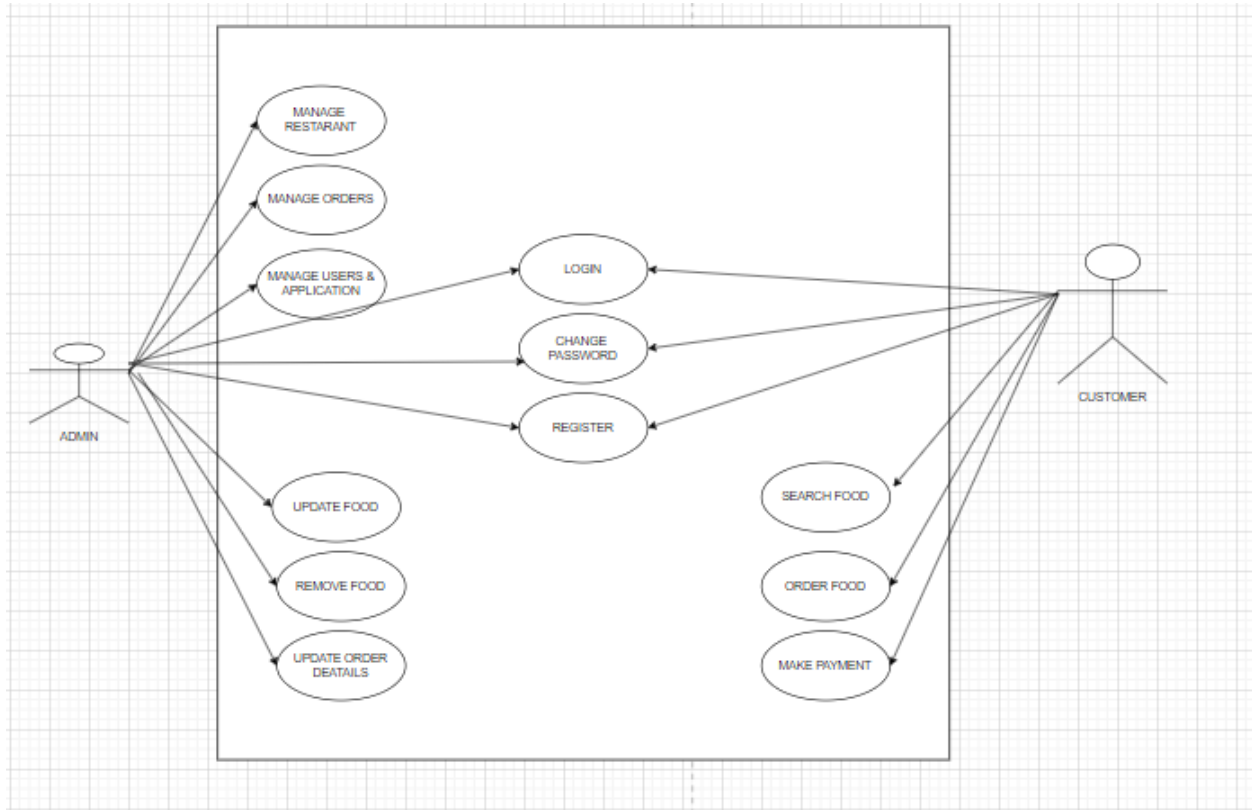 MANAGE
RESTARANT
MANAGE ORDERS
MANAGE USERS &
APPLICATION
LOGIN
CHANGE
PASSWORD
REGISTER
ADMIN
CUSTOMER
UPDATE FOOD
REMOVE FOOD
UPDATE ORDER
DEATAILS
SEARCH FOOD
ORDER FOOD
MAKE PAYMENT